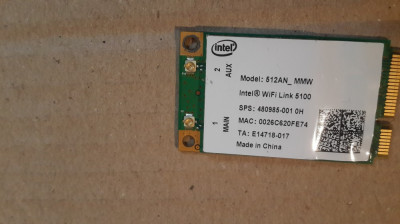 intel
2 AUX
1 MAIN
Model: 512AN_MMW
Intel® WiFi Link 5100
SPS: 480985-001 0H
MAC: 0026C620FE74
TA: E14718-017
Made in China